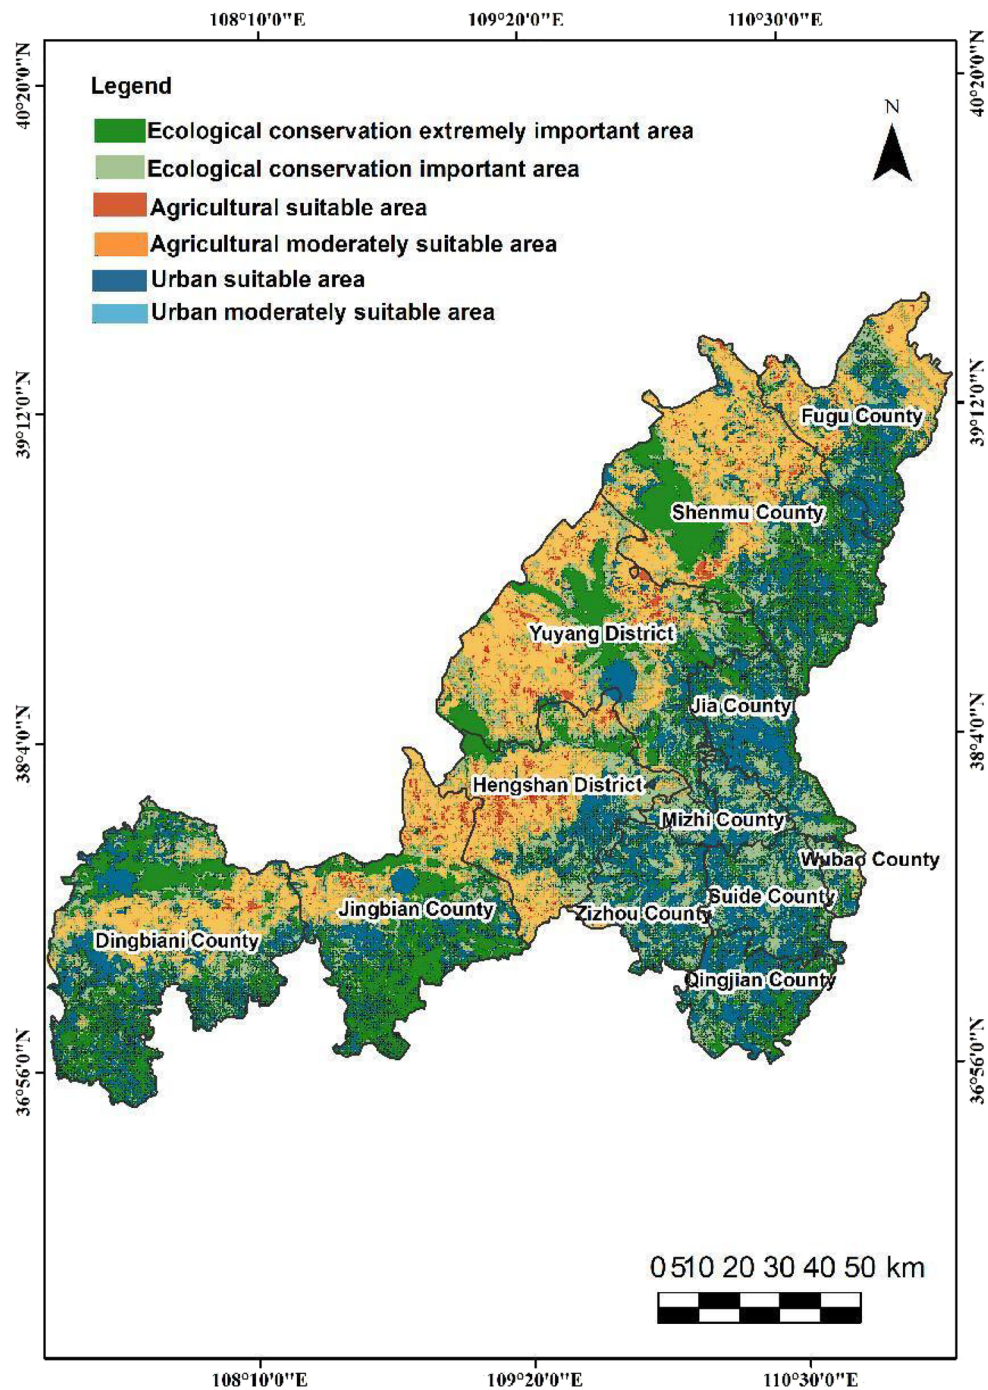 108°10'0"E 109°20'0"E 110°30'0"E
40°20'0"N
40°20'0"N
Legend
Ecological conservation extremely important area
Ecological conservation important area
Agricultural suitable area
Agricultural moderately suitable area
Urban suitable area
Urban moderately suitable area
N
39°12'0"N
39°12'0"N
Fugu County
Shenmu County
Yuyang District
Jia County
38°4'0"N
38°4'0"N
Hengshan District
Mizhi County
Wubao County
Suide County
Jingbian County
Zizhou County
Dingbiani County
Qingjian County
36°56'0"N
36°56'0"N
0 510 20 30 40 50 km
108°10'0"E 109°20'0"E 110°30'0"E